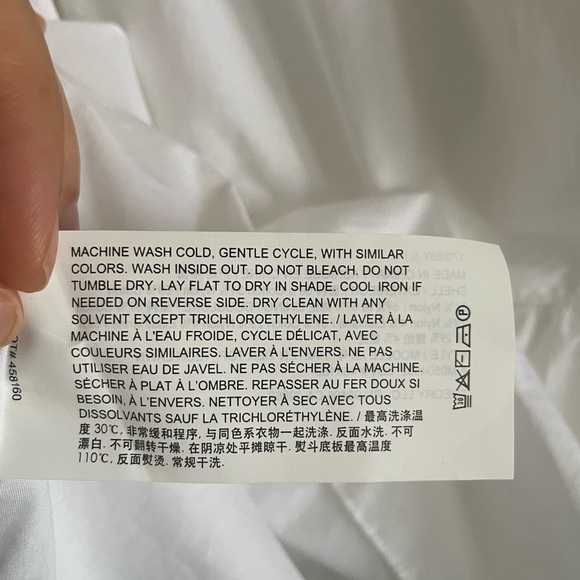 MACHINE WASH COLD, GENTLE CYCLE, WITH SIMILAR
COLORS. WASH INSIDE OUT. DO NOT BLEACH. DO NOT
TUMBLE DRY. LAY FLAT TO DRY IN SHADE. COOL IRON IF
NEEDED ON REVERSE SIDE. DRY CLEAN WITH ANY
SOLVENT EXCEPT TRICHLOROETHYLENE. / LAVER À LA
MACHINE À L'EAU FROIDE, CYCLE DÉLICAT, AVEC
COULEURS SIMILAIRES. LAVER À L'ENVERS. NE PAS
UTILISER EAU DE JAVEL. NE PAS SÉCHER À LA MACHINE.
SÉCHER À PLAT À L'OMBRE. REPASSER AU FER DOUX SI
BESOIN, À L'ENVERS. NETTOYER À SEC AVEC TOUS
DISSOLVANTS SAUF LA TRICHLORÉTHYLÈNE. / 最高洗涤温
度 30℃, 非常缓和程序, 与同色系衣物一起洗涤. 反面水洗. 不可
漂白. 不可翻转干燥. 在阴凉处平摊晾干. 熨斗底板最高温度
110℃, 反面熨烫. 常规干洗.
# 458160